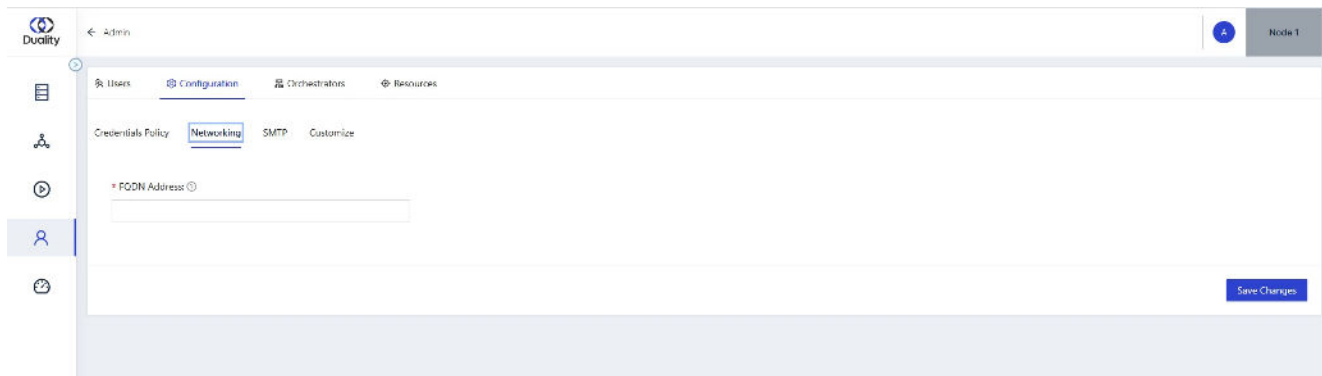 Duality
← Admin
A
Node 1
Users Configuration Orchestrators Resources
Credentials Policy Networking SMTP Customize
* FQDN Address:
Save Changes